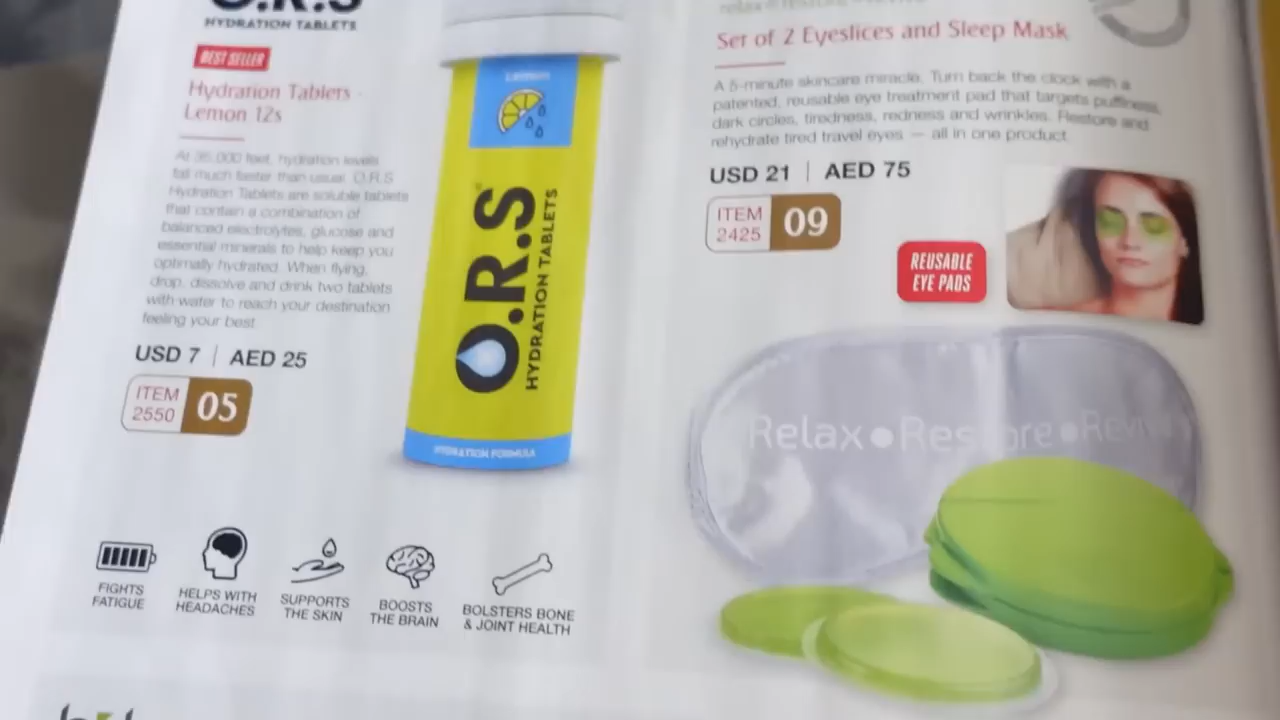 O.R.S
HYDRATION TABLETS
BEST SELLER
Hydration Tablets -
Lemon 12s
At 35,000 feet, hydration levels
fall much faster than usual. O.R.S
Hydration Tablets are soluble tablets
that contain a combination of
balanced electrolytes, glucose and
essential minerals to help keep you
optimally hydrated. When flying,
drop, dissolve and drink two tablets
with water to reach your destination
feeling your best.
USD 7 | AED 25
ITEM
2550
05
Lemon
O.R.S
HYDRATION TABLETS
HYDRATION FORMULA
FIGHTS
FATIGUE
HELPS WITH
HEADACHES
SUPPORTS
THE SKIN
BOOSTS
THE BRAIN
BOLSTERS BONE
& JOINT HEALTH
relax • restore • revive
Set of 2 Eyeslices and Sleep Mask
A 5-minute skincare miracle. Turn back the clock with a
patented, reusable eye treatment pad that targets puffiness,
dark circles, tiredness, redness and wrinkles. Restore and
rehydrate tired travel eyes — all in one product.
USD 21 | AED 75
ITEM
2425
09
REUSABLE
EYE PADS
Relax • Restore • Reviv